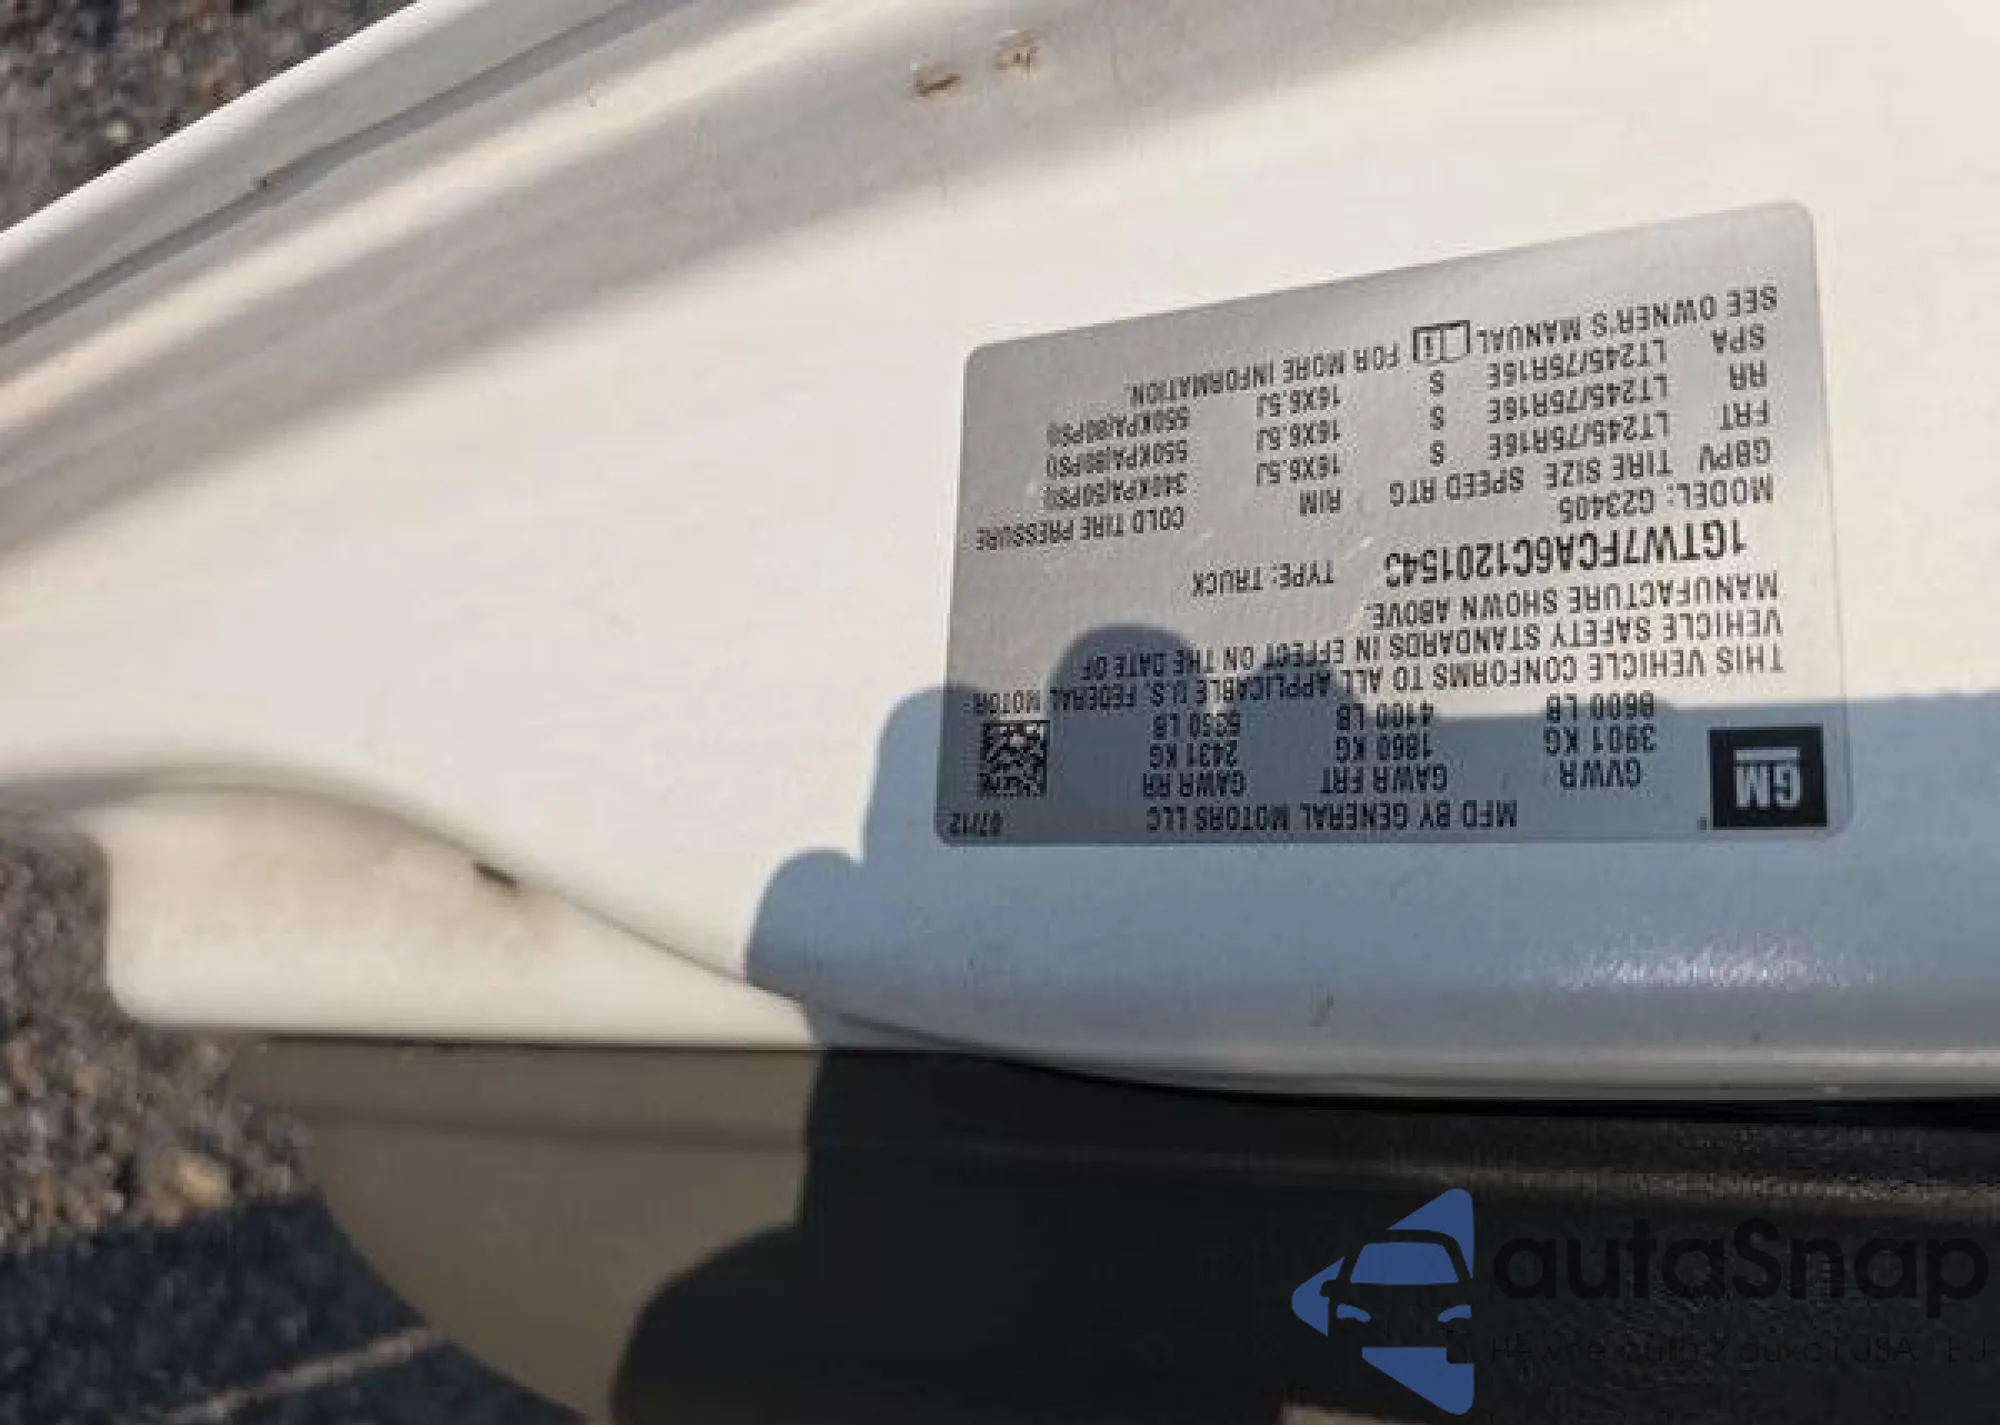 GM
MFD BY GENERAL MOTORS LLC 07/12
GVWR GAWR FRT GAWR RR
3901 KG 1860 KG 2431 KG
8600 LB 4100 LB 5360 LB
THIS VEHICLE CONFORMS TO ALL APPLICABLE U.S. FEDERAL MOTOR
VEHICLE SAFETY STANDARDS IN EFFECT ON THE DATE OF
MANUFACTURE SHOWN ABOVE.
1GTW7FCA6C1201543 TYPE: TRUCK
MODEL: G23405
GBPV TIRE SIZE SPEED RTG RIM COLD TIRE PRESSURE
FRT LT245/75R16E S 16X6.5J 340KPA(50PSI)
RR LT245/75R16E S 16X6.5J 550KPA(80PSI)
SPA LT245/75R16E S 16X6.5J 550KPA(80PSI)
SEE OWNER'S MANUAL FOR MORE INFORMATION.
autaSnap